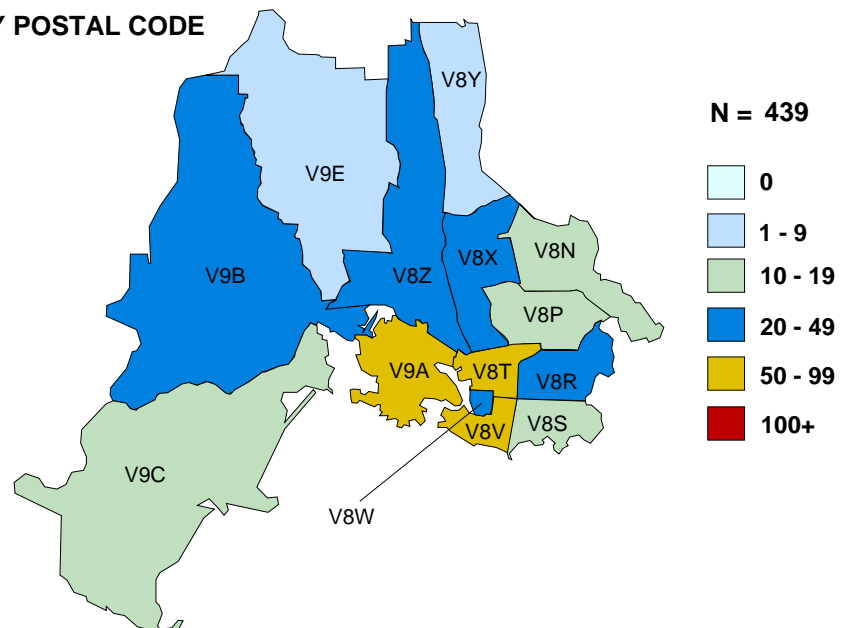 Y POSTAL CODE
V8Y
N = 439
V9E
0
1 - 9
V8N
V8X
V9B
V8Z
10 - 19
V8P
20 - 49
V9A
V8T
V8R
50 - 99
V8S
V8V
100+
V9C
V8W